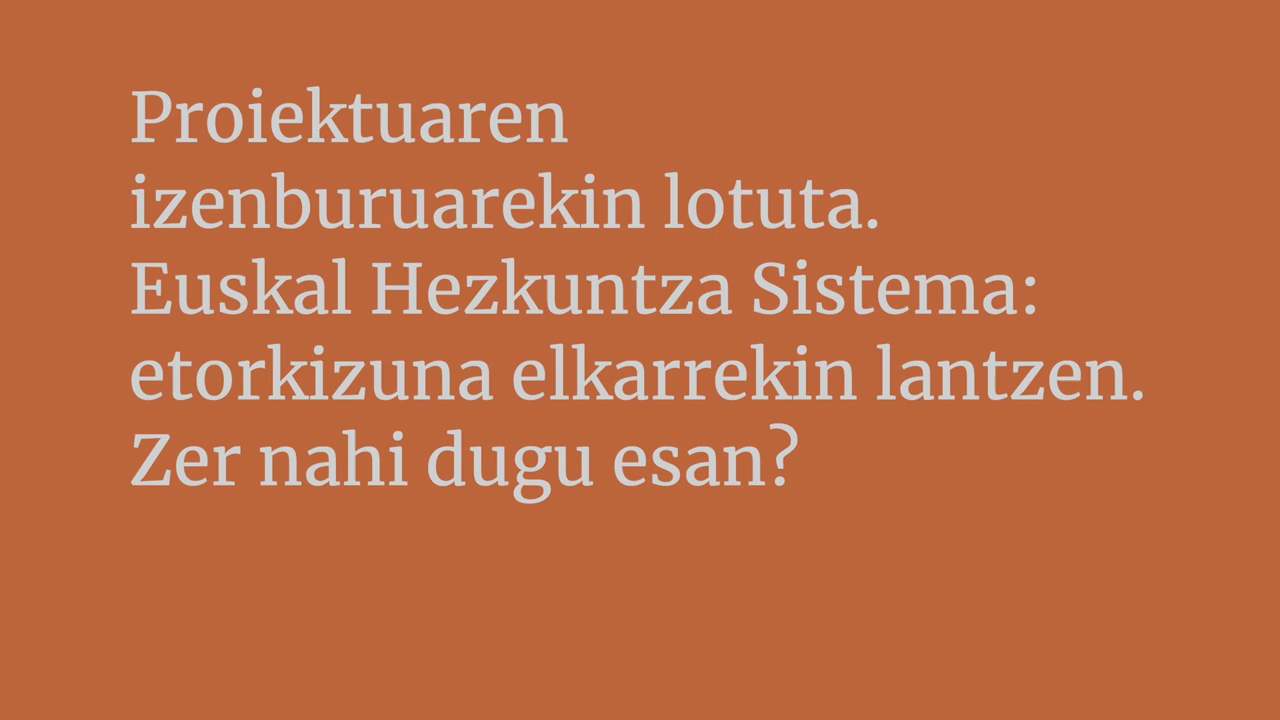 Proiektuaren
izenburuarekin lotuta.
Euskal Hezkuntza Sistema:
etorkizuna elkarrekin lantzen.
Zer nahi dugu esan?